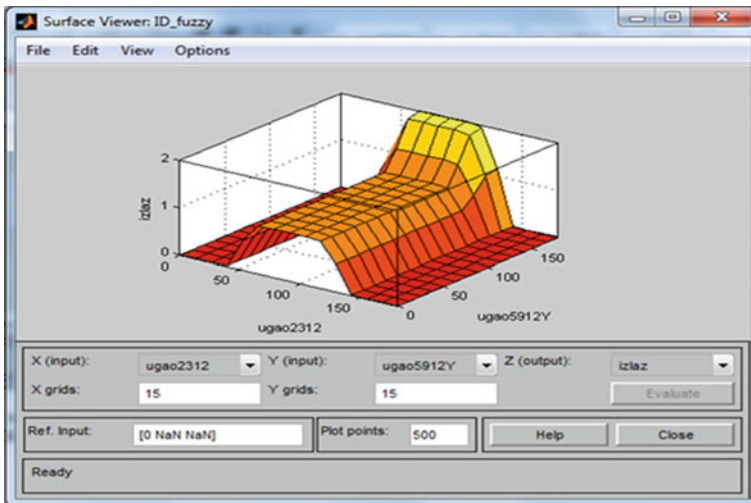 Surface Viewer: ID_fuzzy
File Edit View Options
2
1
0
izlaz
0
50
100
150
ugao2312
0
50
100
150
ugao5912Y
X (input): ugao2312 Y (input): ugao5912Y Z (output): izlaz
X grids: 15 Y grids: 15 Evaluate
Ref. Input: [0 NaN NaN] Plot points: 500 Help Close
Ready